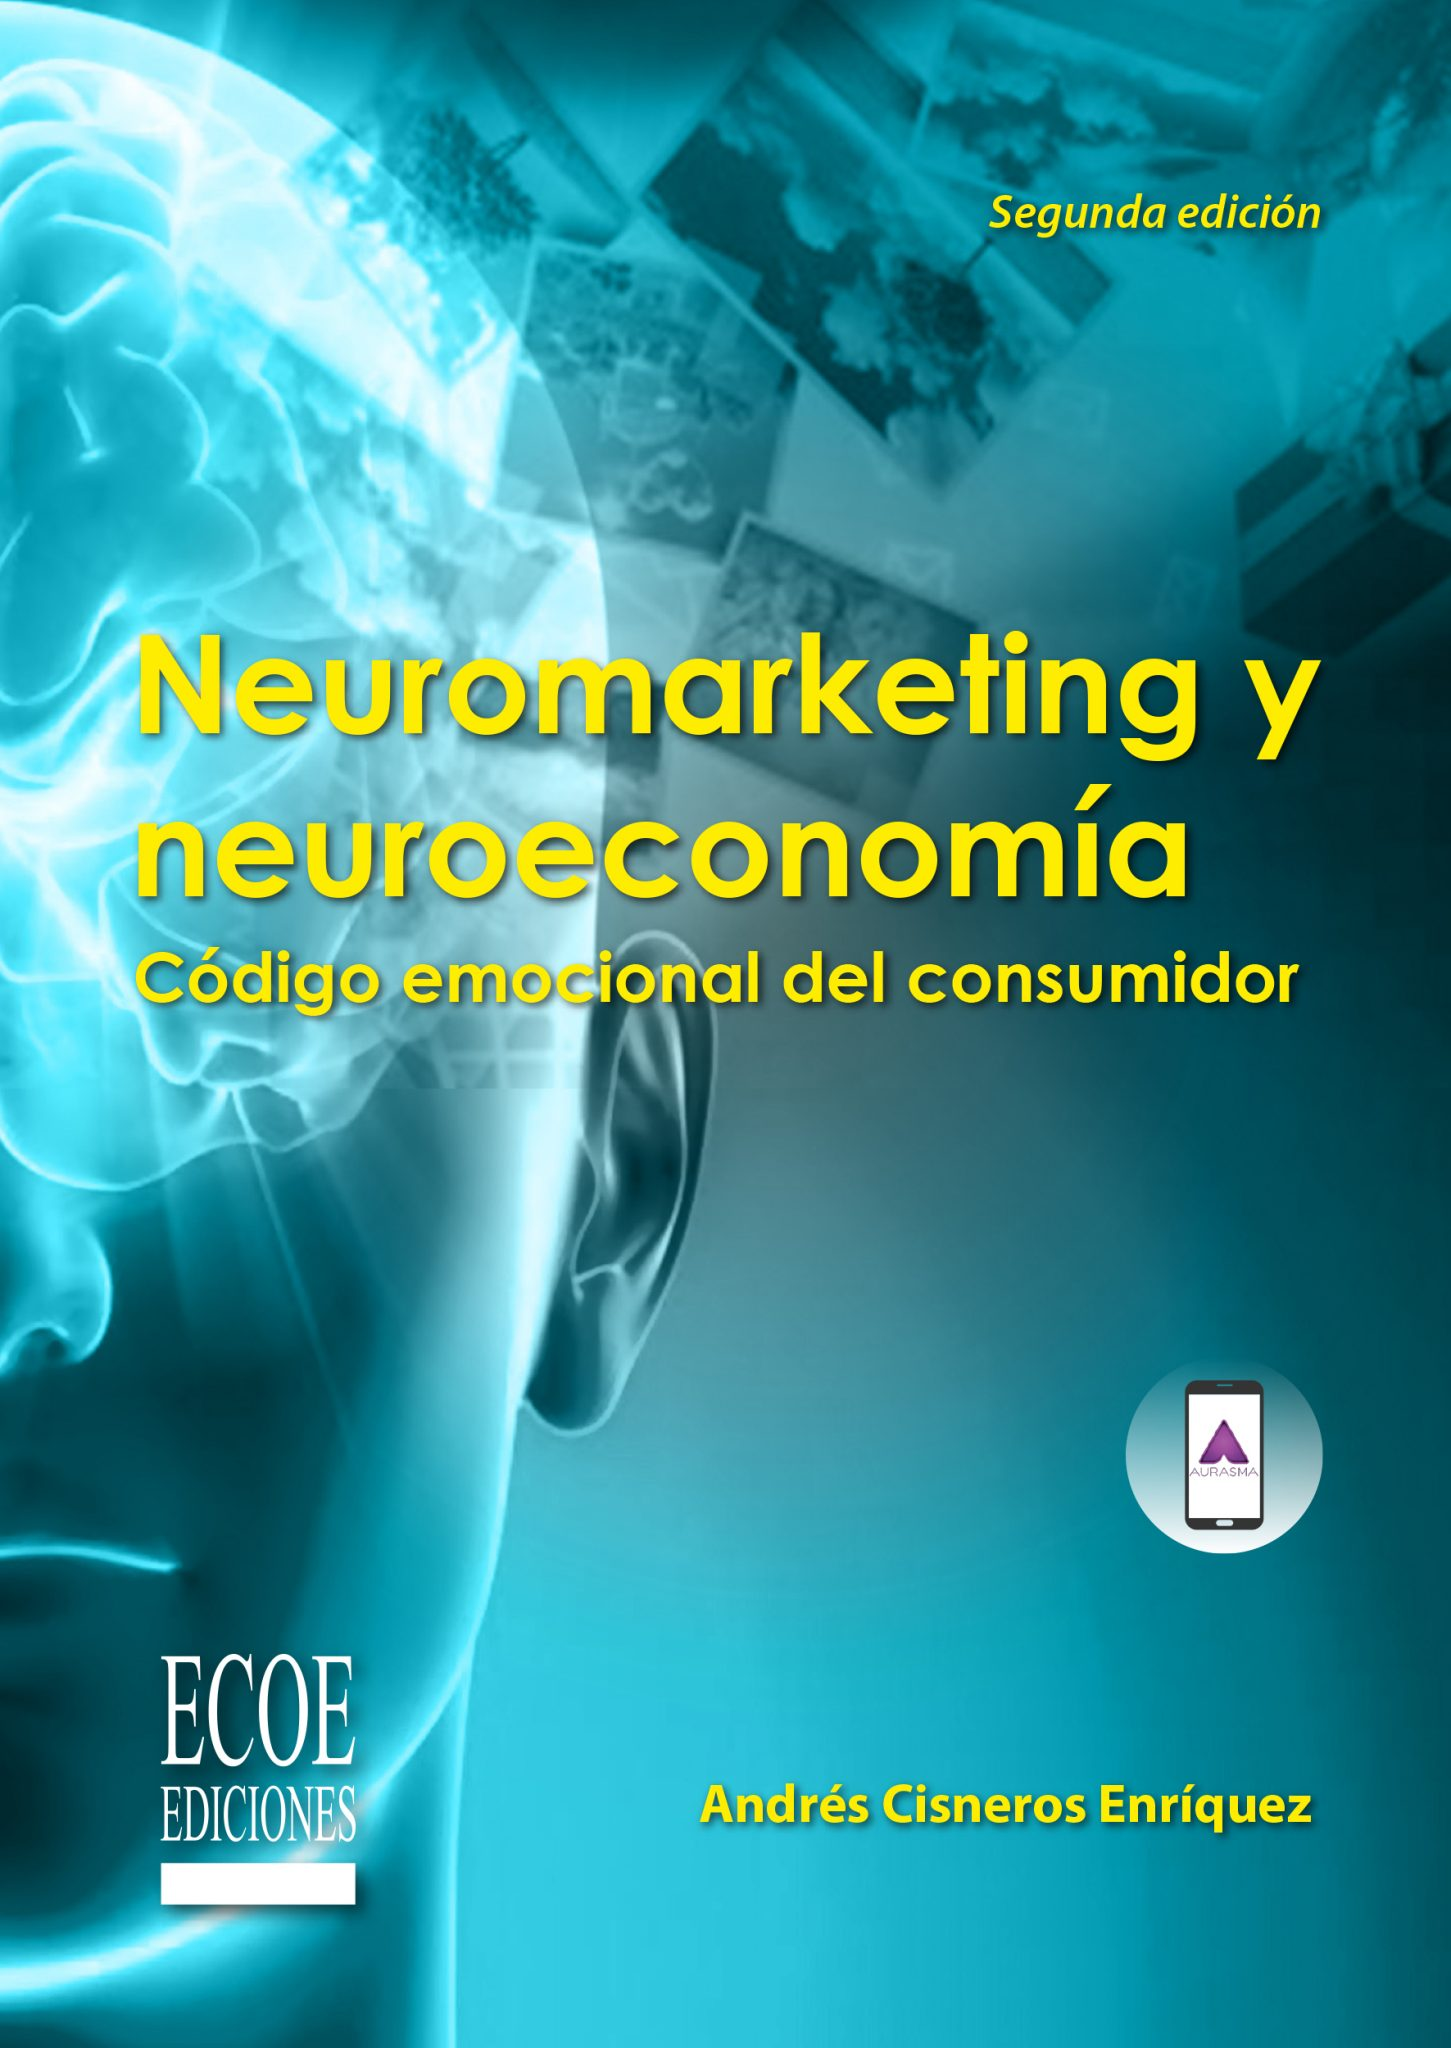 Segunda edición
Neuromarketing y
neuroeconomía
Código emocional del consumidor
AURASMA
ECOE
EDICIONES
Andrés Cisneros Enríquez